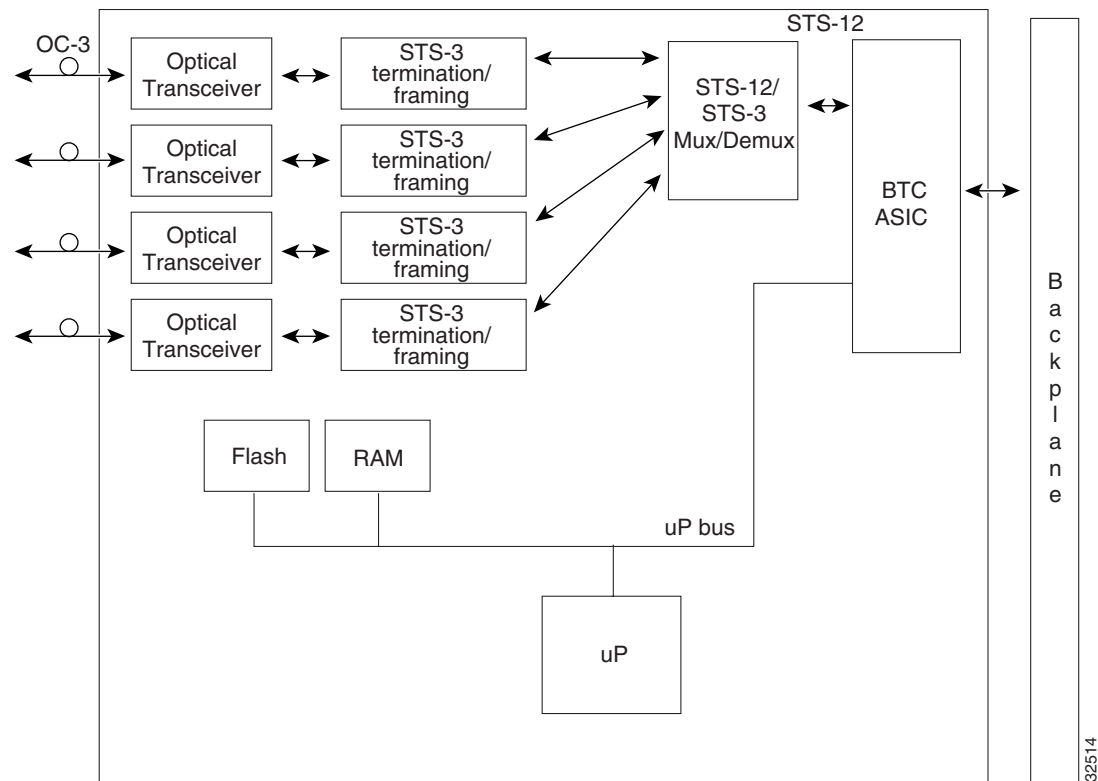 OC-3
STS-12
Optical
Transceiver
STS-3
termination/
framing
STS-12/
STS-3
Mux/Demux
Optical
Transceiver
STS-3
termination/
framing
BTC
ASIC
Optical
Transceiver
STS-3
termination/
framing
Optical
Transceiver
STS-3
termination/
framing
B
a
c
k
p
l
a
n
e
Flash
RAM
uP bus
uP
32514